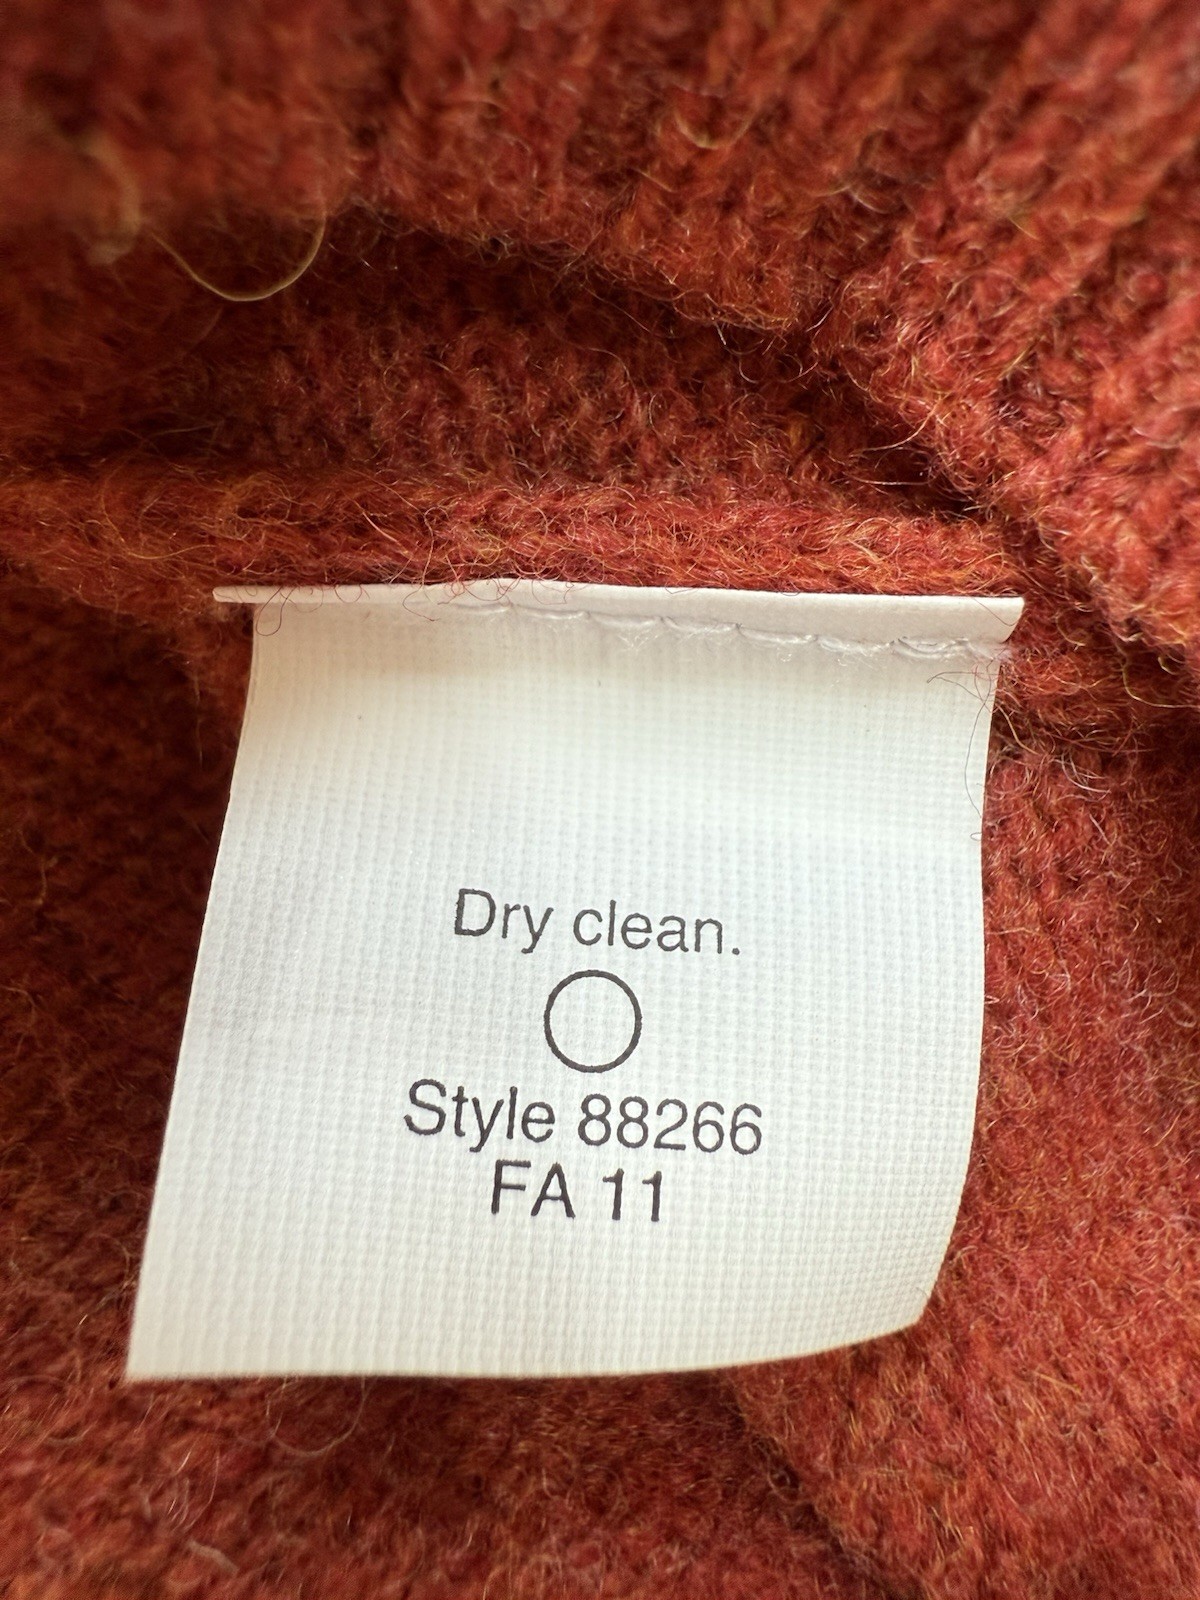 Dry clean.
Style 88266
FA 11